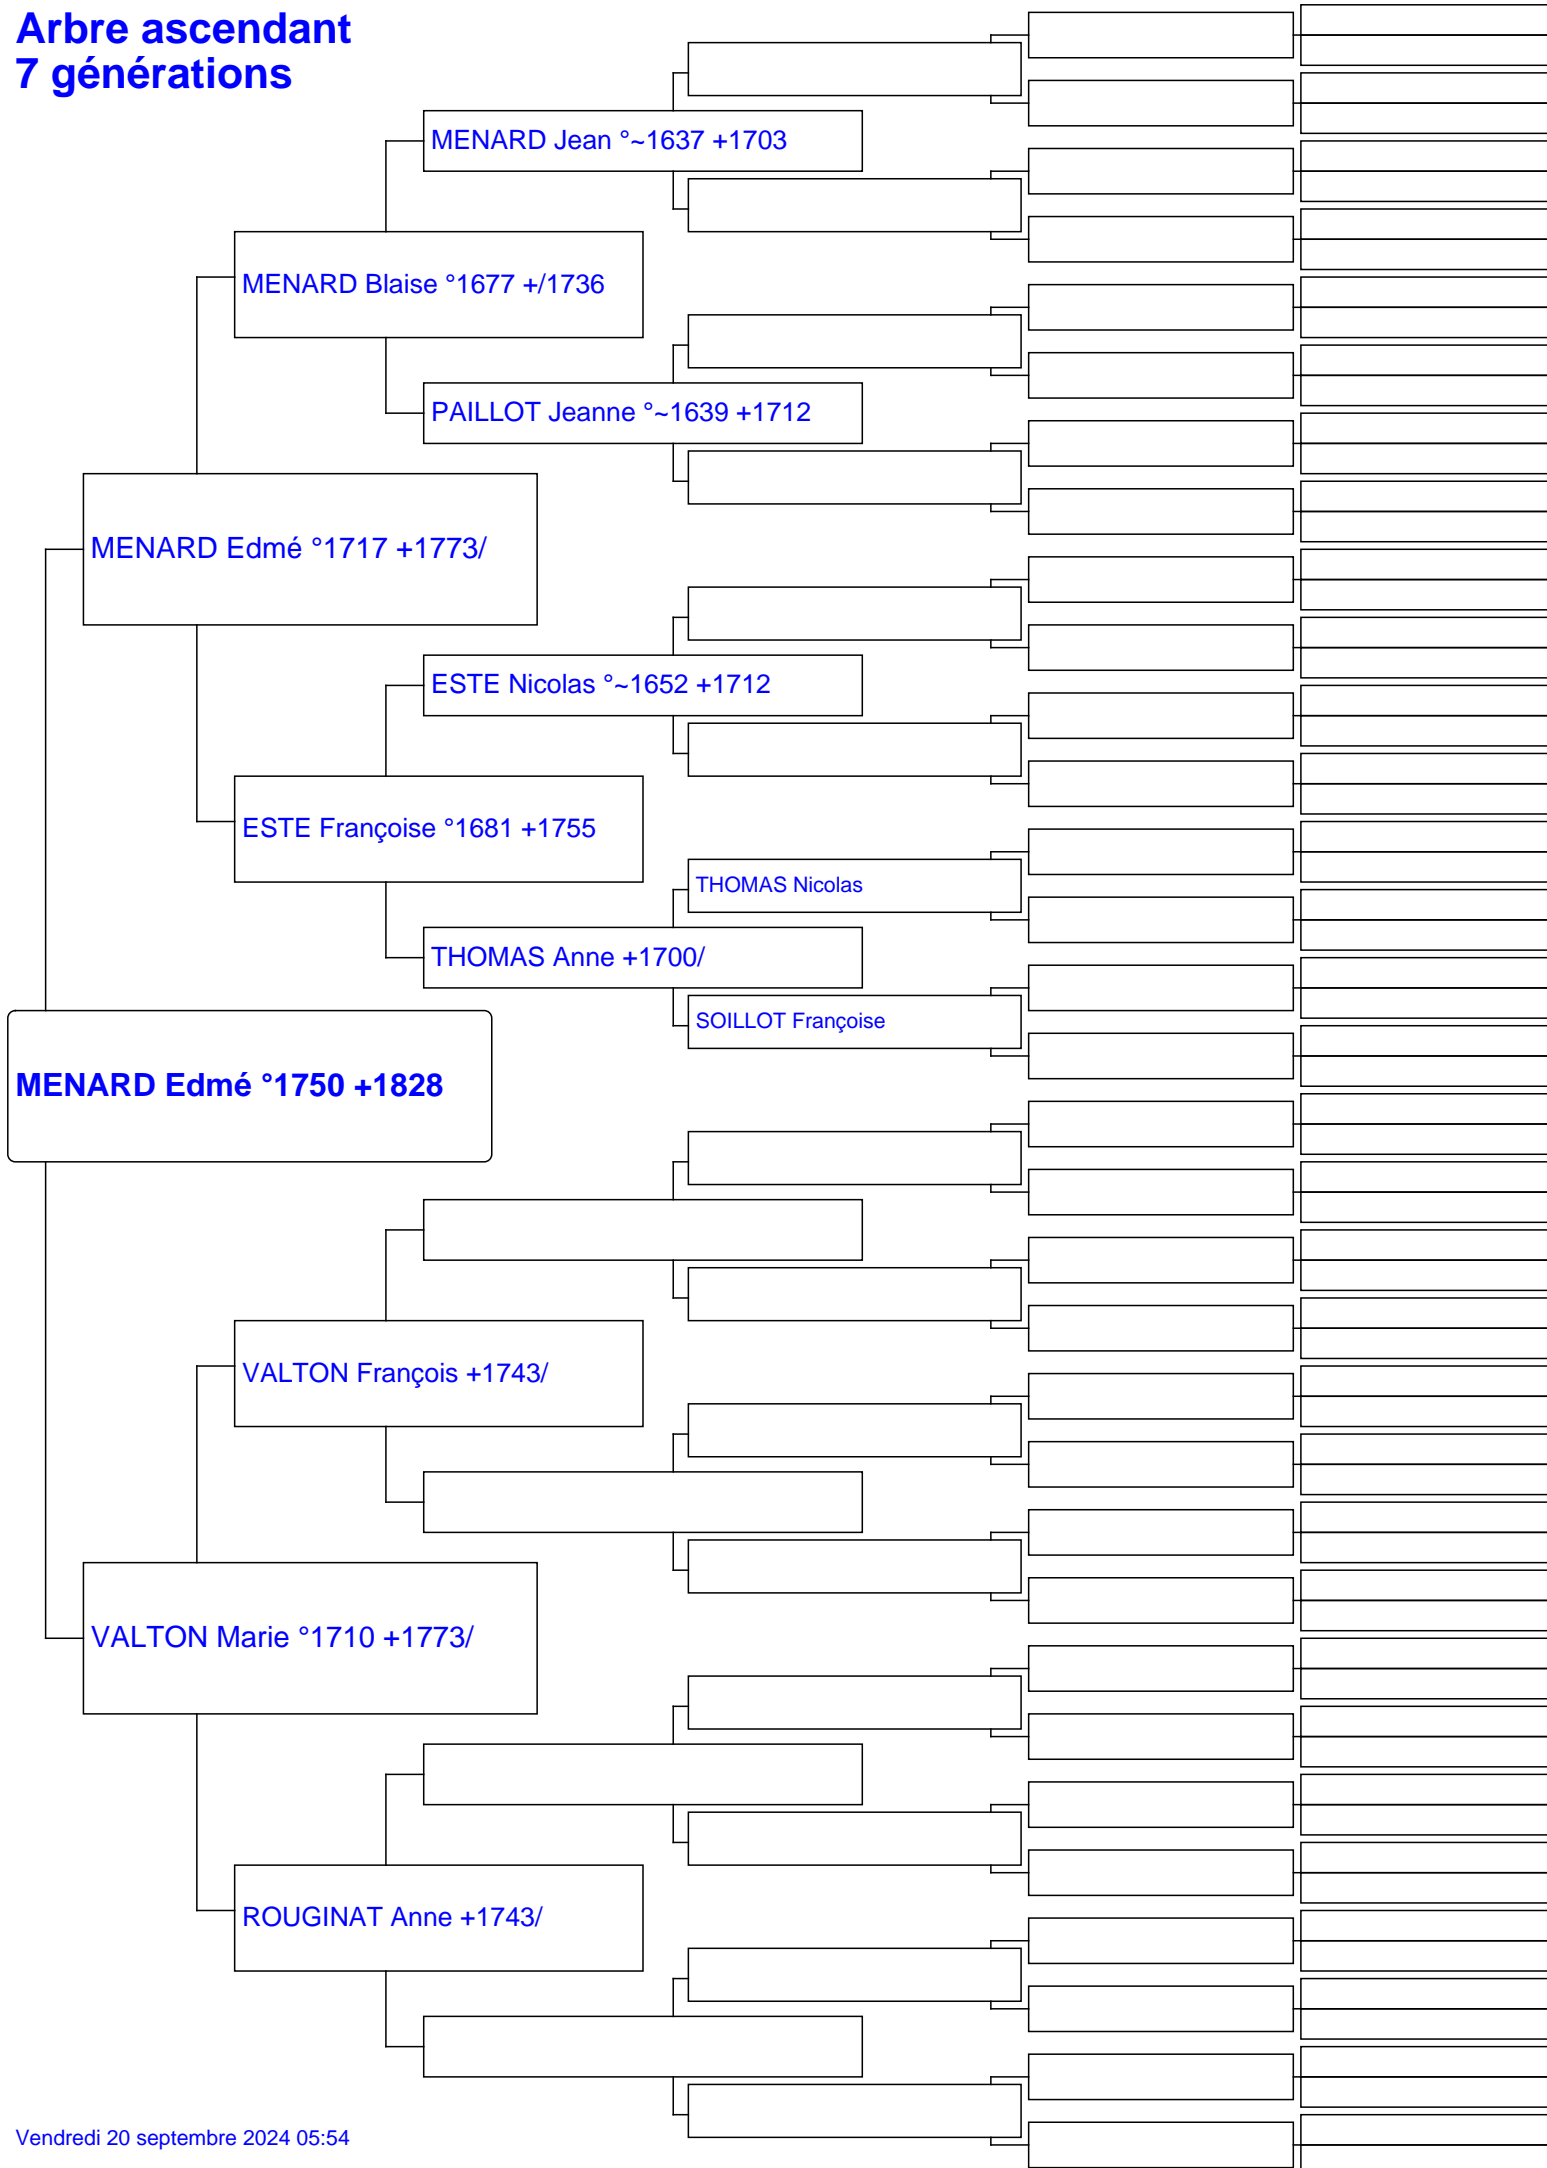 Arbre ascendant
7 générations
MENARD Jean °~1637 +1703
MENARD Blaise °1677 +/1736
PAILLOT Jeanne °~1639 +1712
MENARD Edmé °1717 +1773/
ESTE Nicolas °~1652 +1712
ESTE Françoise °1681 +1755
THOMAS Nicolas
THOMAS Anne +1700/
SOILLOT Françoise
MENARD Edmé °1750 +1828
VALTON François +1743/
VALTON Marie °1710 +1773/
ROUGINAT Anne +1743/
Vendredi 20 septembre 2024 05:54